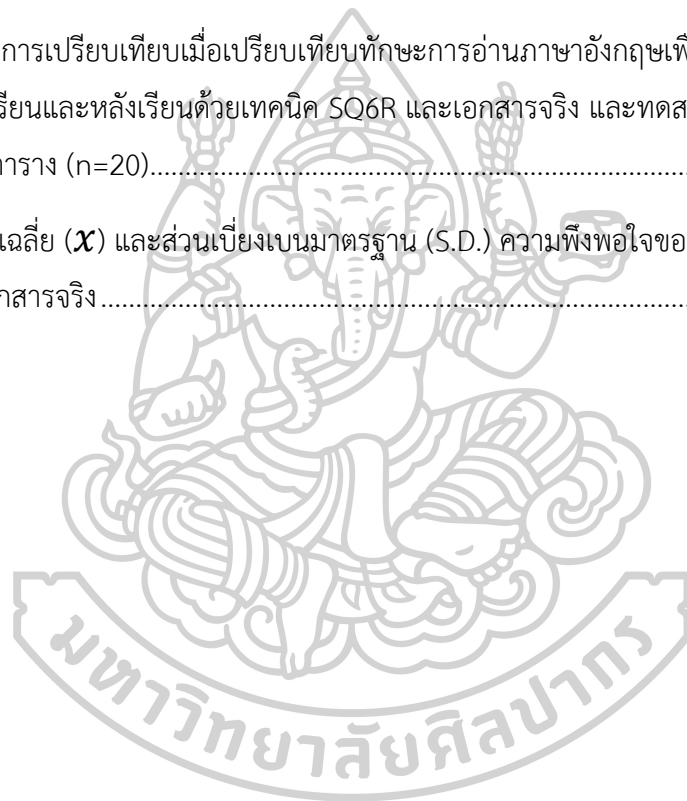 การเปรียบเทียบเมื่อเปรียบเทียบทักษะการอ่านภาษาอังกฤษเพื
รียนและหลังเรียนด้วยเทคนิค SQ6R และเอกสารจริง และทดส
าราง (n=20)
เฉลี่ย (x) และส่วนเบี่ยงเบนมาตรฐาน (S.D.) ความพึงพอใจขอ
กสารจริง
มหาวิทยาลัยศิลปากร